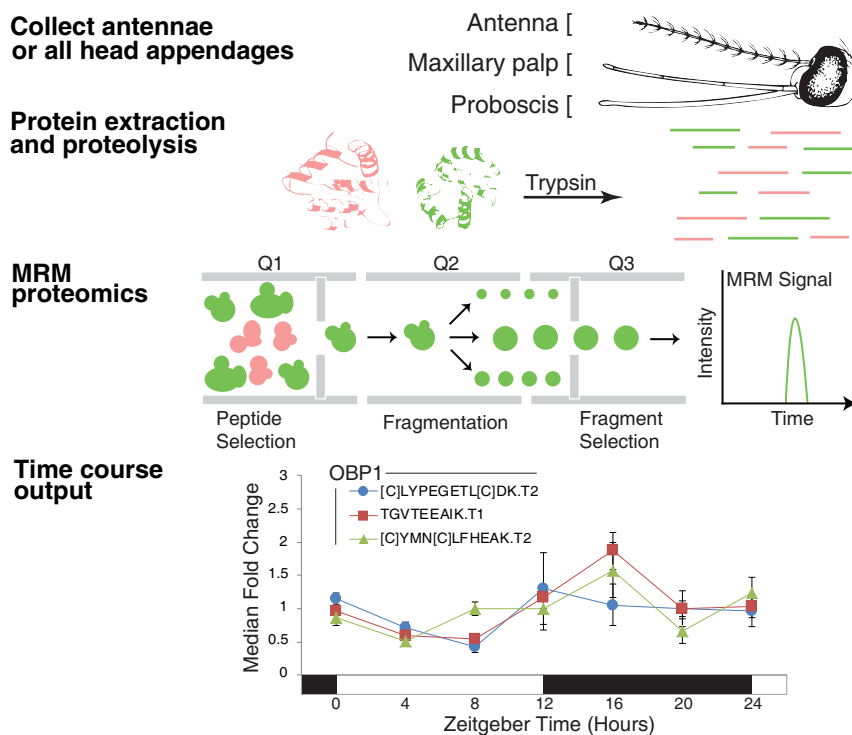 Collect antennae
or all head appendages
Antenna [
Maxillary palp [
Proboscis [
Protein extraction
and proteolysis
Trypsin
MRM
proteomics
Q1
Q2
Q3
Peptide
Selection
Fragmentation
Fragment
Selection
MRM Signal
Intensity
Time
Time course
output
OBP1
[C]LYPEGETL[C]DK.T2
TGVTEEAIK.T1
[C]YMN[C]LFHEAK.T2
Median Fold Change
3
2.5
2
1.5
1
0.5
0
0 4 8 12 16 20 24
Zeitgeber Time (Hours)